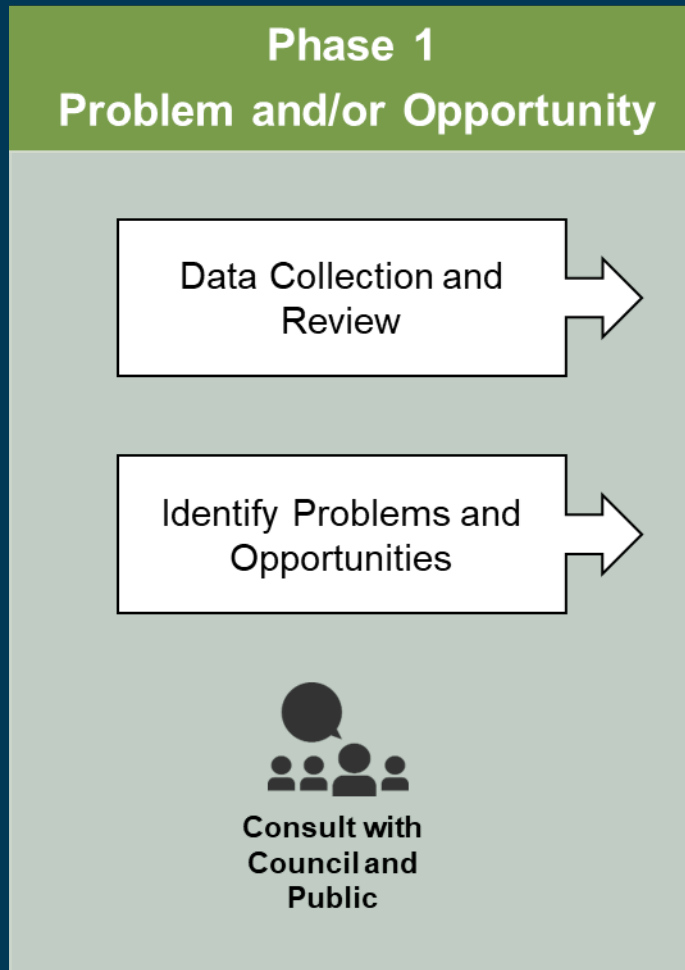 Phase 1
Problem and/or Opportunity
Data Collection and
Review
Identify Problems and
Opportunities
Consult with
Council and
Public